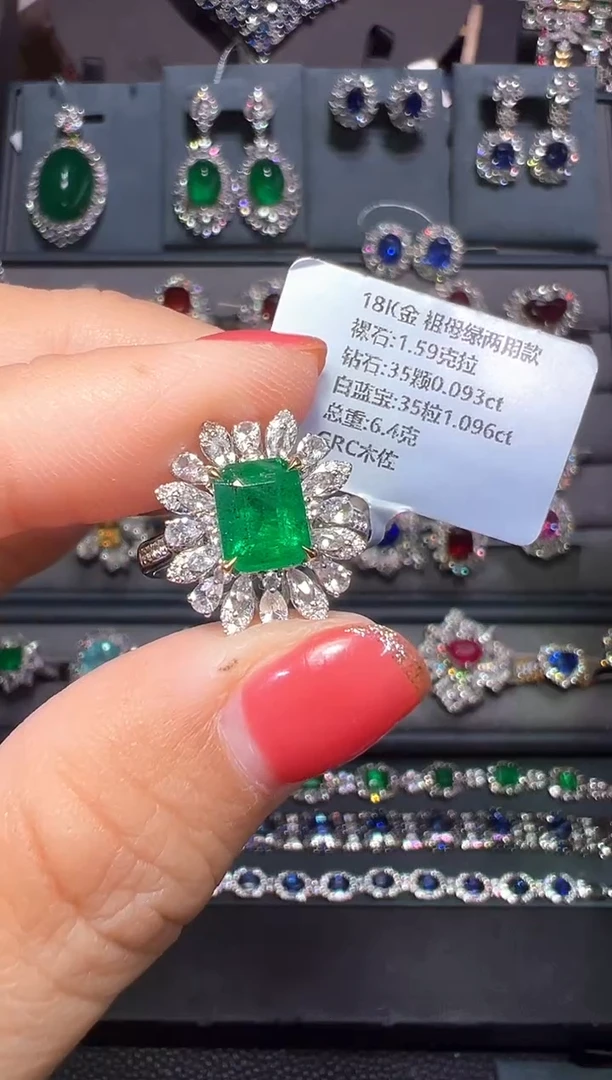 18K金 祖母绿两用款
裸石:1.59克拉
钻石:35颗0.093ct
白蓝宝:35粒1.096ct
总重:6.4克
GRC木佐